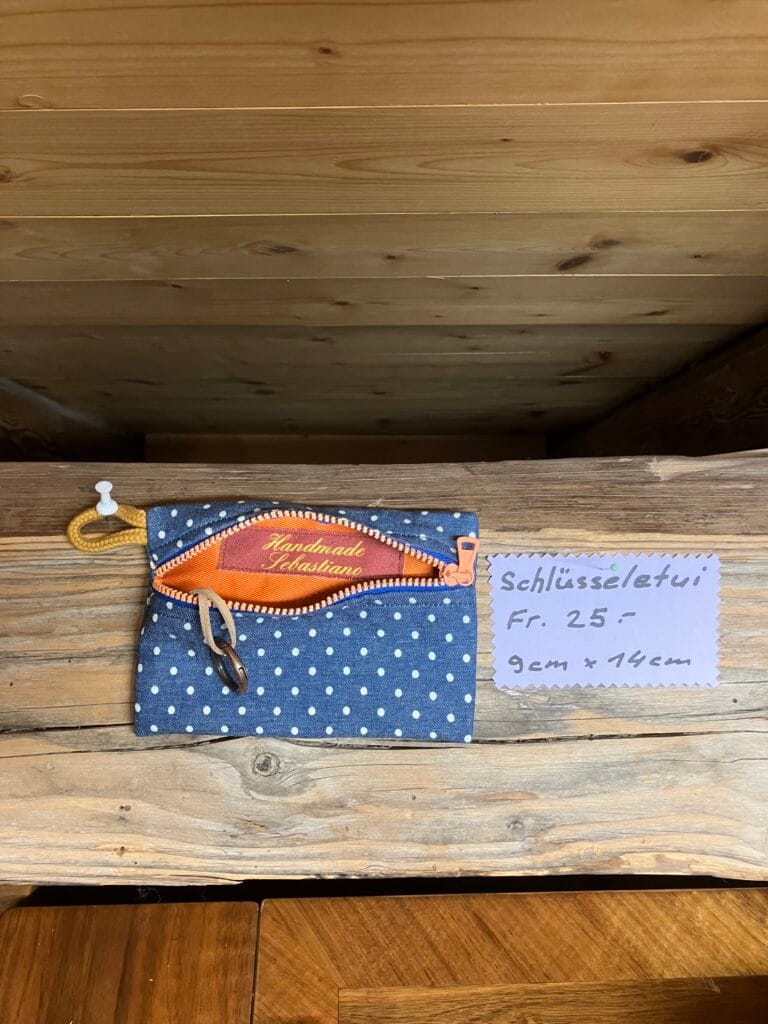 Handmade
Sebastiano
Schlüsseletui
Fr. 25.-
9cm x 14cm